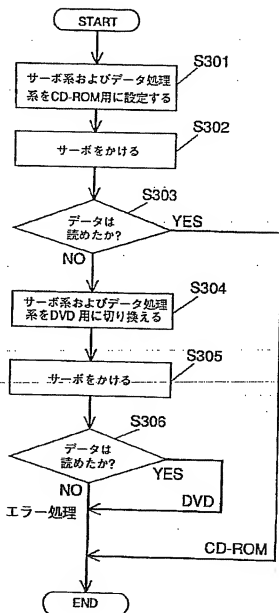 START
S301
サーボ系およびデータ処理
系をCD-ROM用に設定する
S302
サーボをかける
S303
データは
読めたか?
YES
NO
S304
サーボ系およびデータ処理
系をDVD用に切り換える
S305
サーボをかける
S306
データは
読めたか?
YES
NO
DVD
エラー処理
CD-ROM
END